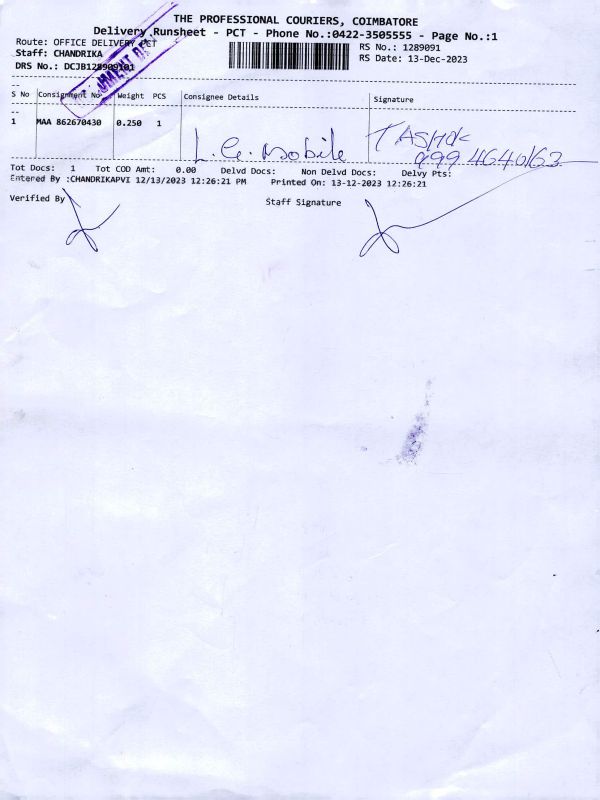 THE PROFESSIONAL COURIERS, COIMBATORE
Delivery Runsheet - PCT - Phone No.:0422-3505555 - Page No.:1
Route: OFFICE DELIVERY PCT
RS No.: 1289091
Staff: CHANDRIKA
RS Date: 13-Dec-2023
DRS No.: DCJB128909101
S No Consignment No Weight PCS Consignee Details Signature
1 MAA 862670430 0.250 1
L. G. Mobile
9994640163
Tot Docs: 1 Tot COD Amt: 0.00 Delvd Docs: Non Delvd Docs: Delvy Pts:
Entered By :CHANDRIKAPVI 12/13/2023 12:26:21 PM Printed On: 13-12-2023 12:26:21
Verified By Staff Signature